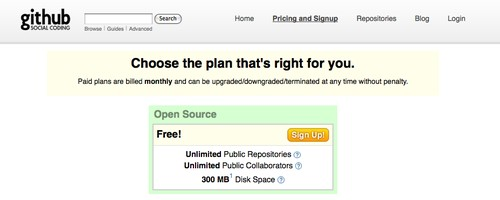 github
SOCIAL CODING
Search
Browse | Guides | Advanced
Home Pricing and Signup Repositories Blog Login
Choose the plan that's right for you.
Paid plans are billed monthly and can be upgraded/downgraded/terminated at any time without penalty.
Open Source
Free! Sign Up!
Unlimited Public Repositories ?
Unlimited Public Collaborators ?
300 MB† Disk Space ?